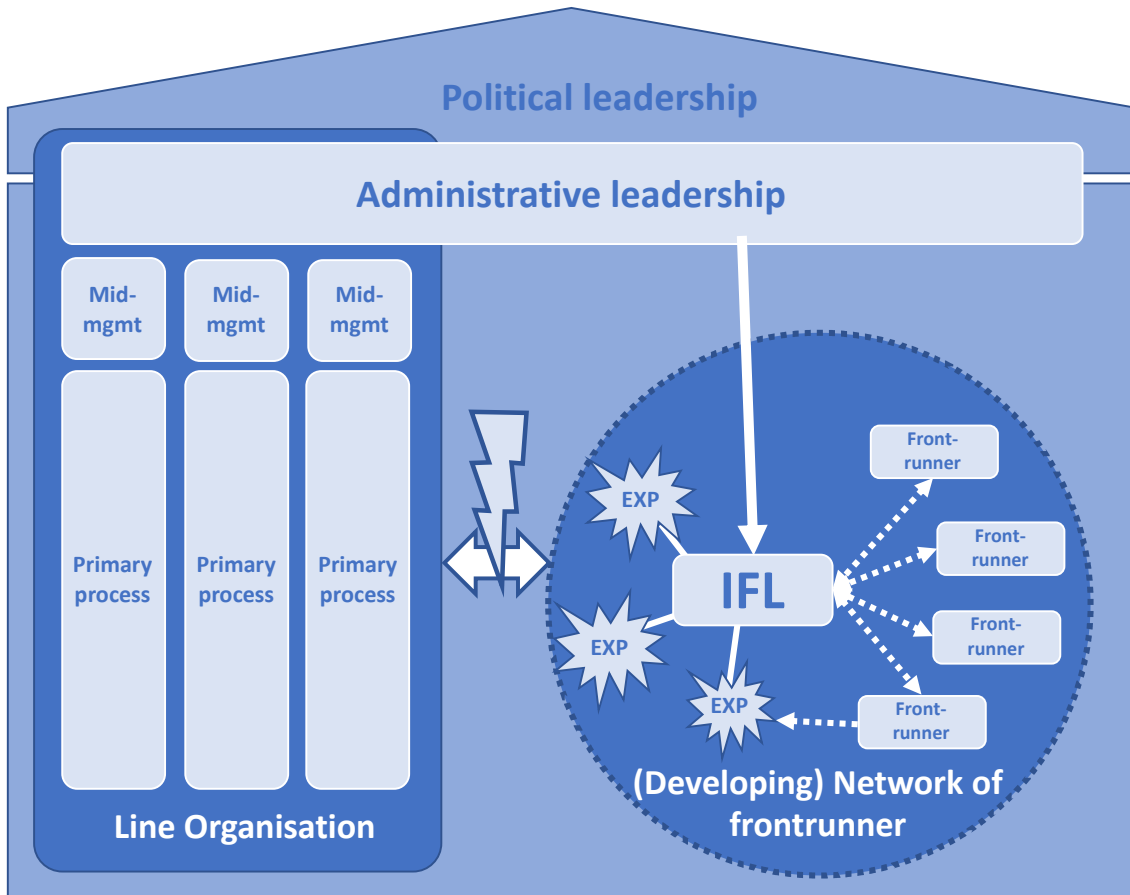 Political leadership
Administrative leadership
Mid-
mgmt
Mid-
mgmt
Mid-
mgmt
Primary
process
Primary
process
Primary
process
Line Organisation
EXP
EXP
EXP
IFL
Front-
runner
Front-
runner
Front-
runner
Front-
runner
(Developing) Network of
frontrunner